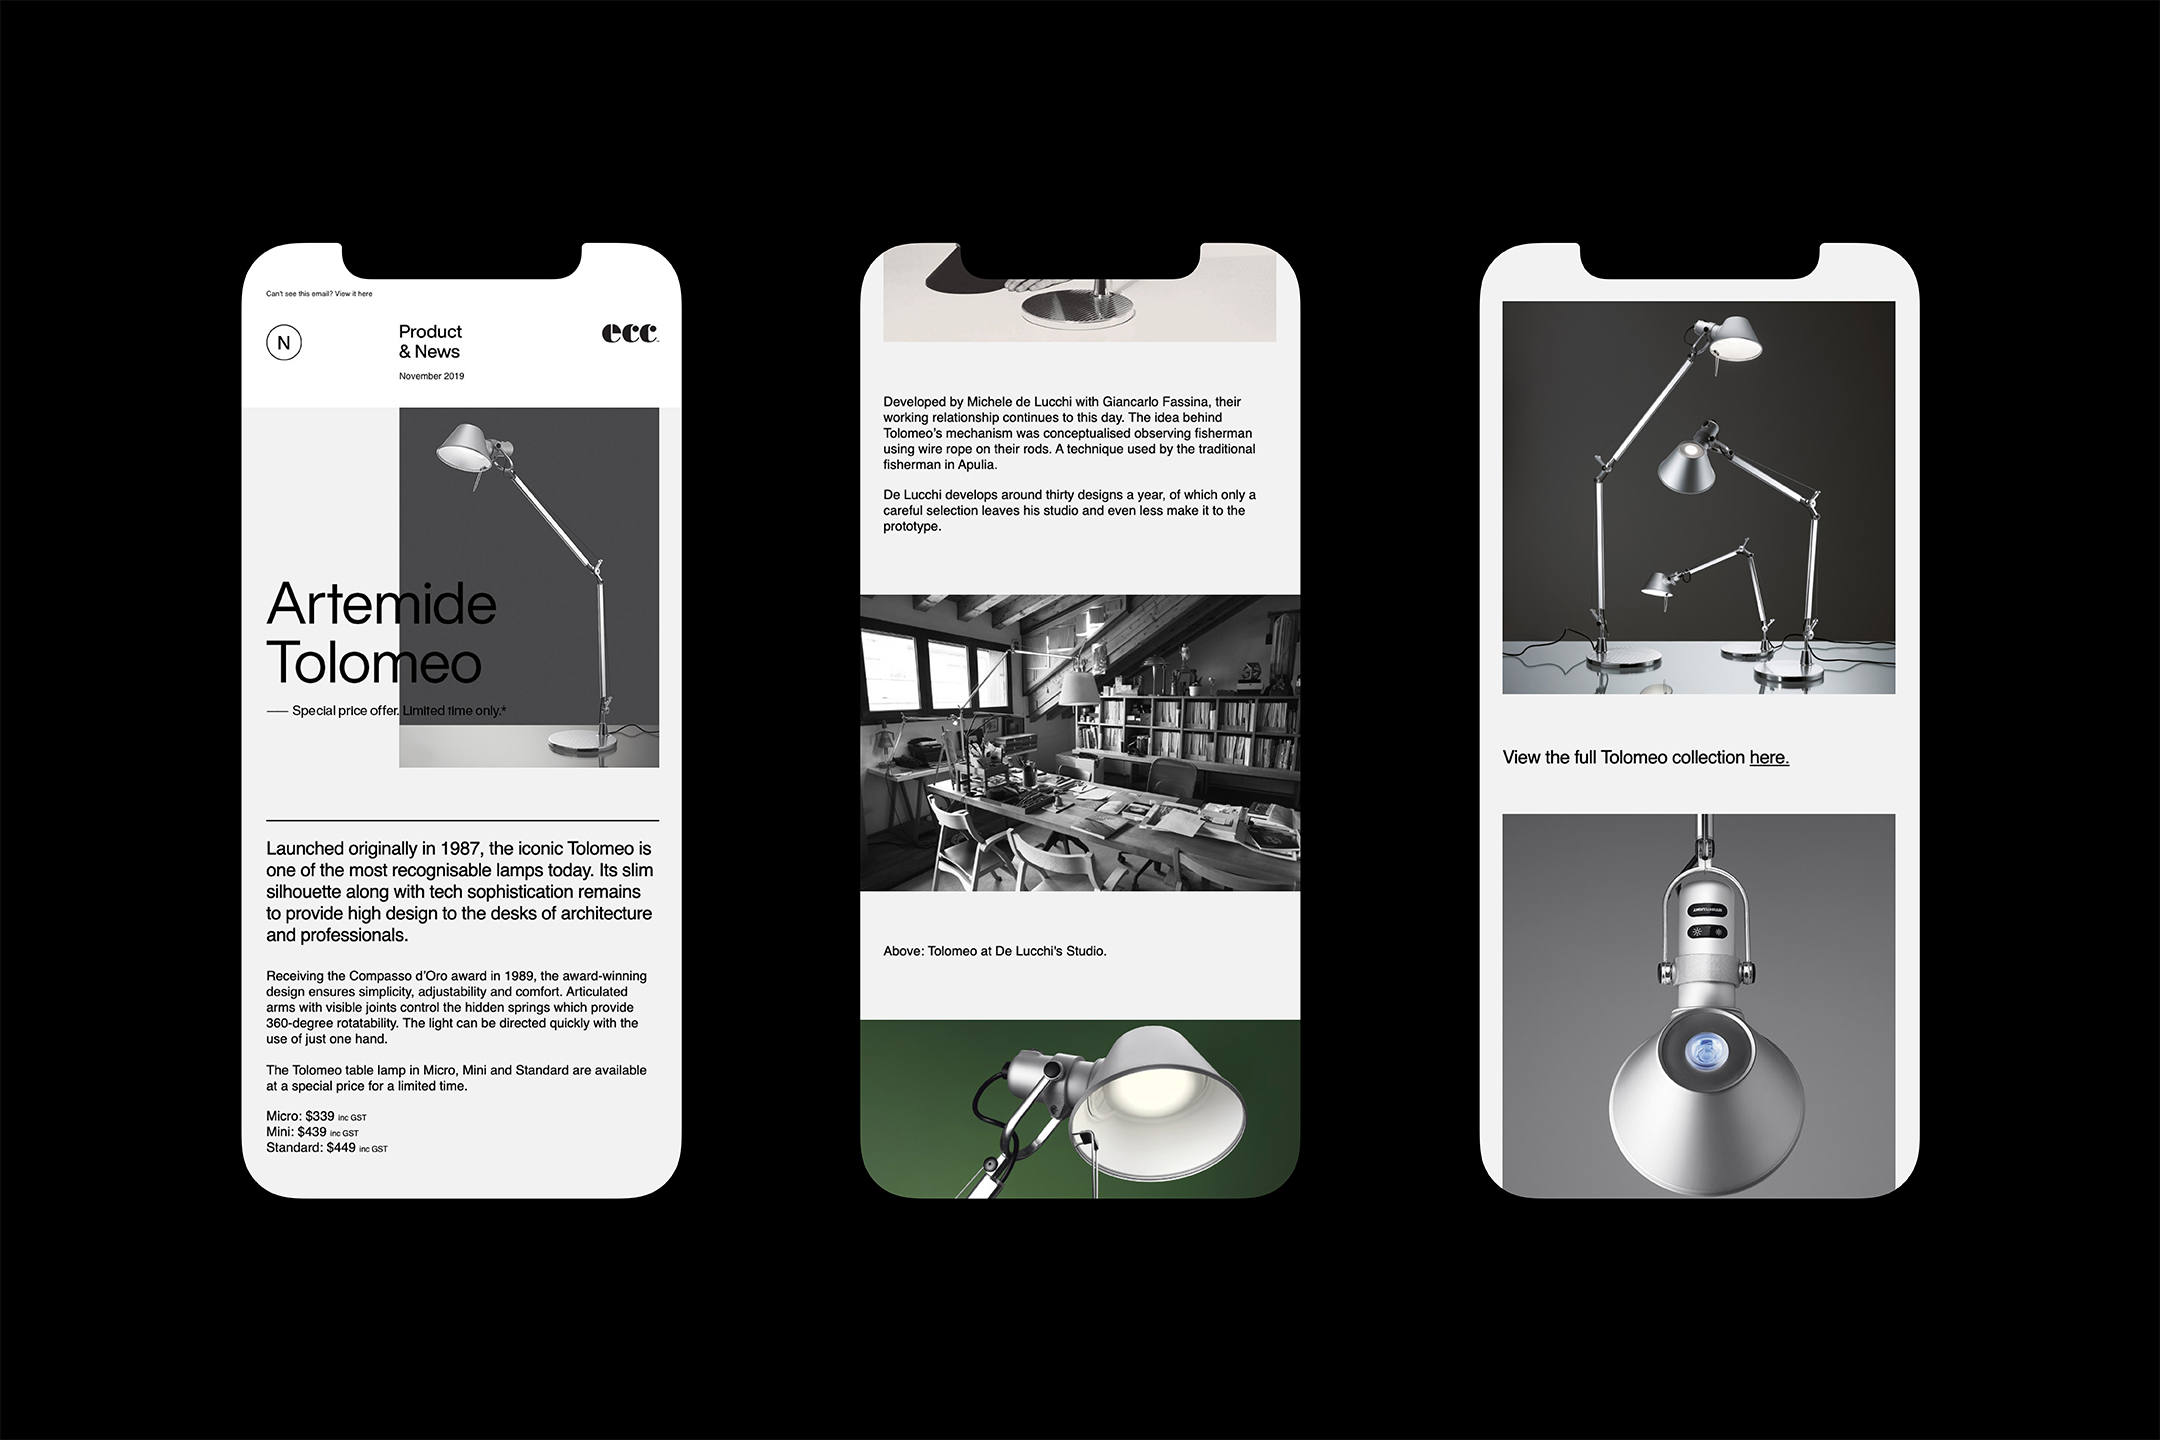 Can't see this email? View it here
N
Product
& News
November 2019
ecc.
Artemide
Tolomeo
—— Special price offer. Limited time only.*
Launched originally in 1987, the iconic Tolomeo is
one of the most recognisable lamps today. Its slim
silhouette along with tech sophistication remains
to provide high design to the desks of architecture
and professionals.
Receiving the Compasso d'Oro award in 1989, the award-winning
design ensures simplicity, adjustability and comfort. Articulated
arms with visible joints control the hidden springs which provide
360-degree rotatability. The light can be directed quickly with the
use of just one hand.
The Tolomeo table lamp in Micro, Mini and Standard are available
at a special price for a limited time.
Micro: $339 inc GST
Mini: $439 inc GST
Standard: $449 inc GST
Developed by Michele de Lucchi with Giancarlo Fassina, their
working relationship continues to this day. The idea behind
Tolomeo's mechanism was conceptualised observing fisherman
using wire rope on their rods. A technique used by the traditional
fisherman in Apulia.
De Lucchi develops around thirty designs a year, of which only a
careful selection leaves his studio and even less make it to the
prototype.
Above: Tolomeo at De Lucchi's Studio.
View the full Tolomeo collection here.